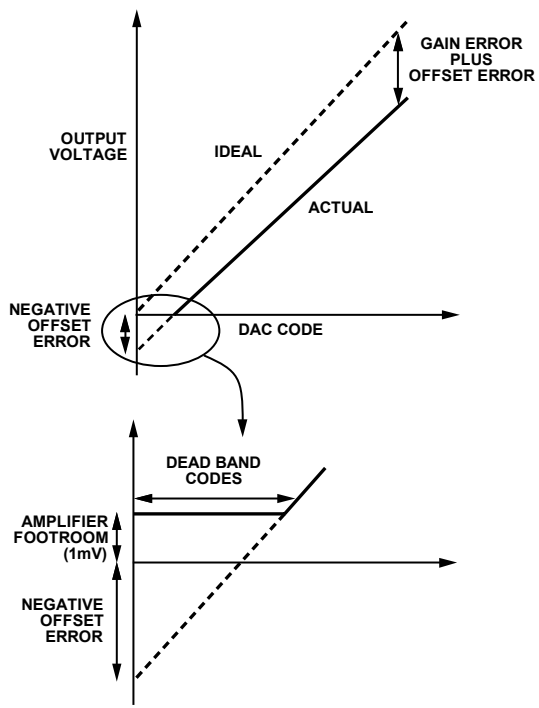 GAIN ERROR
PLUS
OFFSET ERROR
OUTPUT
VOLTAGE
IDEAL
ACTUAL
NEGATIVE
OFFSET
ERROR
DAC CODE
DEAD BAND
CODES
AMPLIFIER
FOOTROOM
(1mV)
NEGATIVE
OFFSET
ERROR